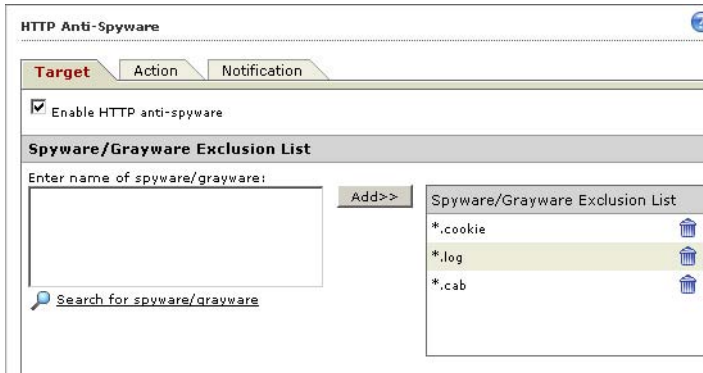 HTTP Anti-Spyware
?
Target Action Notification
Enable HTTP anti-spyware
Spyware/Grayware Exclusion List
Enter name of spyware/grayware:
Add>>
Spyware/Grayware Exclusion List
*.cookie
*.log
*.cab
Search for spyware/grayware